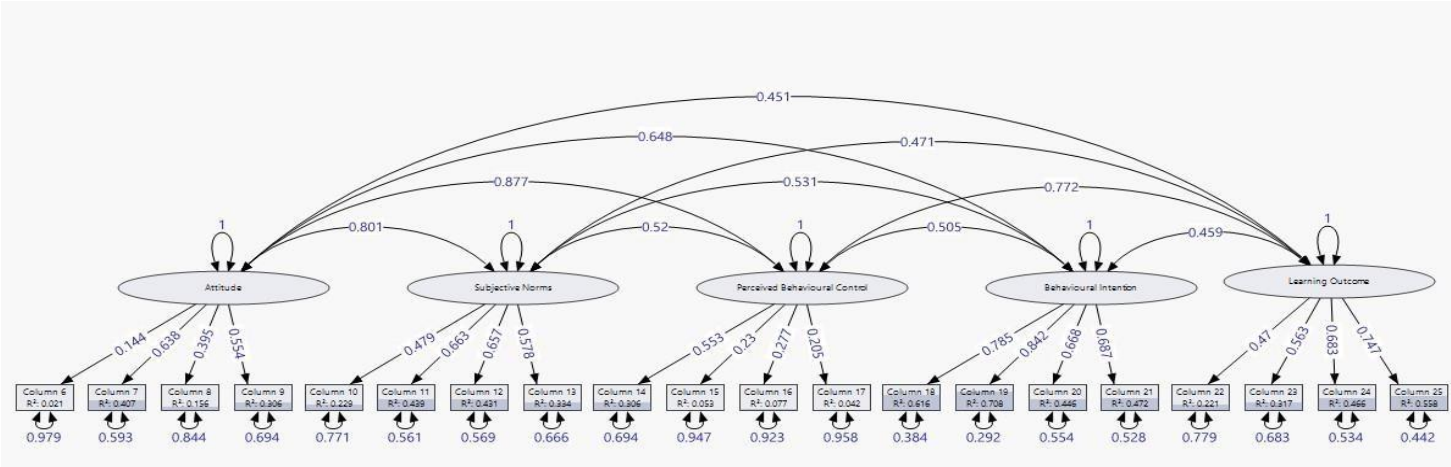 0.451
0.648
0.471
0.877
0.531
0.772
1
1
1
1
1
0.801
0.52
0.505
0.459
Attitude
Subjective Norms
Perceived Behavioural Control
Behavioural Intention
Learning Outcome
0.144
0.638
0.395
0.554
0.479
0.663
0.657
0.578
0.553
0.23
0.277
0.205
0.785
0.842
0.668
0.687
0.47
0.563
0.683
0.747
Column 6
R²: 0.021
Column 7
R²: 0.407
Column 8
R²: 0.156
Column 9
R²: 0.306
Column 10
R²: 0.229
Column 11
R²: 0.439
Column 12
R²: 0.431
Column 13
R²: 0.334
Column 14
R²: 0.306
Column 15
R²: 0.053
Column 16
R²: 0.077
Column 17
R²: 0.042
Column 18
R²: 0.616
Column 19
R²: 0.708
Column 20
R²: 0.446
Column 21
R²: 0.472
Column 22
R²: 0.221
Column 23
R²: 0.317
Column 24
R²: 0.466
Column 25
R²: 0.558
0.979
0.593
0.844
0.694
0.771
0.561
0.569
0.666
0.694
0.947
0.923
0.958
0.384
0.292
0.554
0.528
0.779
0.683
0.534
0.442